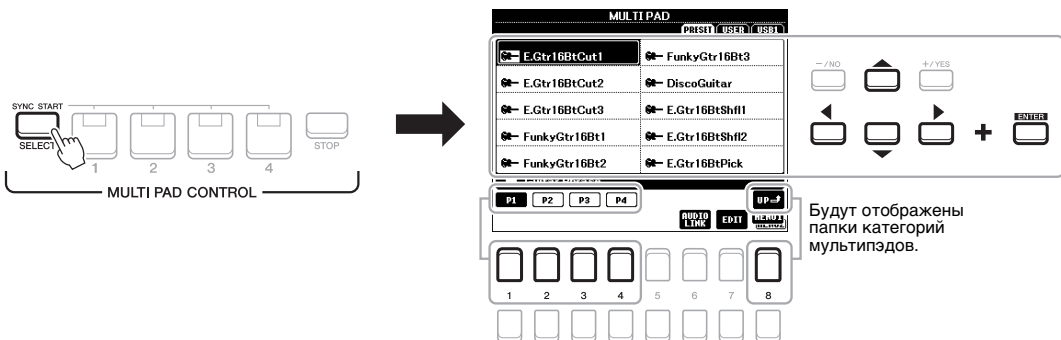 SYNC START
SELECT
1 2 3 4
STOP
MULTI PAD CONTROL
MULTI PAD
PRESET USER USB1
E.Gtr16BtCut1
FunkyGtr16Bt3
E.Gtr16BtCut2
DiscoGuitar
E.Gtr16BtCut3
E.Gtr16BtShfl1
FunkyGtr16Bt1
E.Gtr16BtShfl2
FunkyGtr16Bt2
E.Gtr16BtPick
P1 P2 P3 P4
UP
AUDIO LINK
EDIT
1 2 3 4 5 6 7 8
–/NO
+/YES
+
ENTER
Будут отображены
папки категорий
мультипэдов.